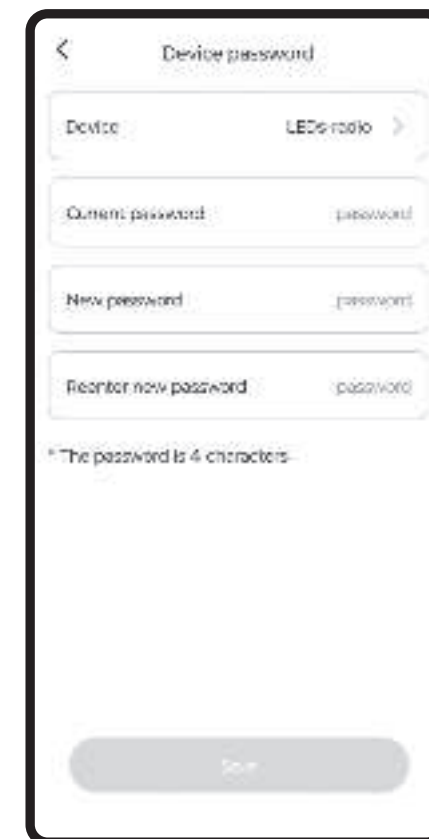 Device password
Device LEDs-radio
Current password password
New password password
Reenter new password password
* The password is 4 characters
Save